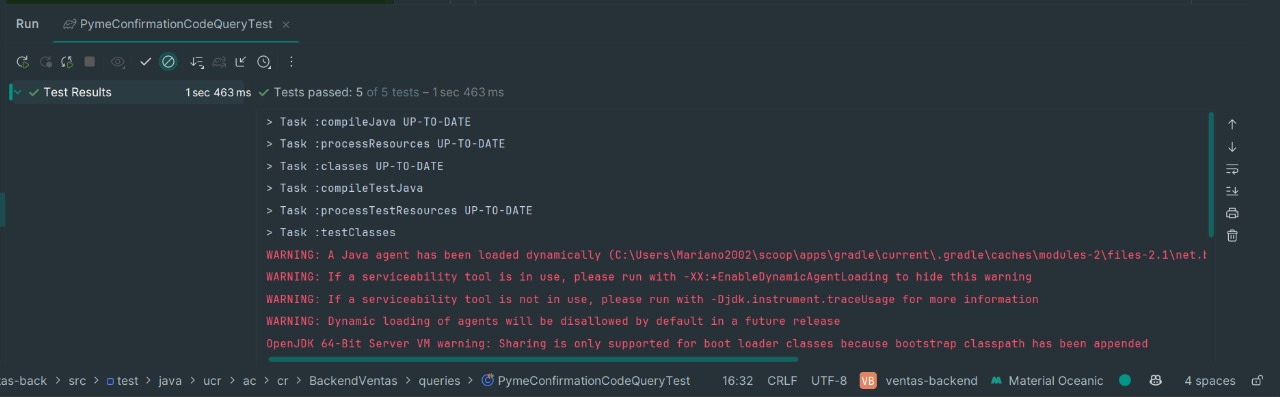 Run PymeConfirmationCodeQueryTest
Test Results 1 sec 463 ms Tests passed: 5 of 5 tests – 1 sec 463 ms
> Task :compileJava UP-TO-DATE
> Task :processResources UP-TO-DATE
> Task :classes UP-TO-DATE
> Task :compileTestJava
> Task :processTestResources UP-TO-DATE
> Task :testClasses
WARNING: A Java agent has been loaded dynamically (C:\Users\Mariano2002\scoop\apps\gradle\current\.gradle\caches\modules-2\files-2.1\net.b
WARNING: If a serviceability tool is in use, please run with -XX:+EnableDynamicAgentLoading to hide this warning
WARNING: If a serviceability tool is not in use, please run with -Djdk.instrument.traceUsage for more information
WARNING: Dynamic loading of agents will be disallowed by default in a future release
OpenJDK 64-Bit Server VM warning: Sharing is only supported for boot loader classes because bootstrap classpath has been appended
tas-back > src > test > java > ucr > ac > cr > BackendVentas > queries > PymeConfirmationCodeQueryTest 16:32 CRLF UTF-8 VB ventas-backend Material Oceanic 4 spaces